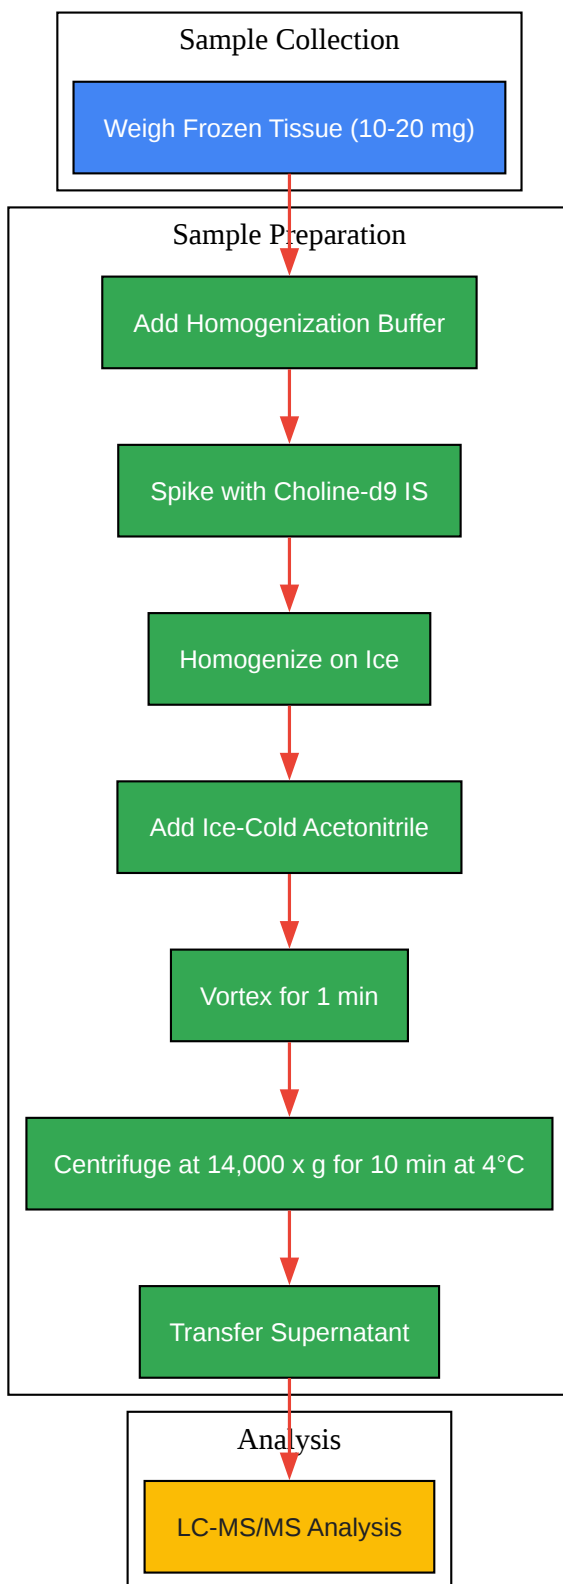 Sample Collection
Weigh Frozen Tissue (10-20 mg)
Sample Preparation
Add Homogenization Buffer
Spike with Choline-d9 IS
Homogenize on Ice
Add Ice-Cold Acetonitrile
Vortex for 1 min
Centrifuge at 14,000 x g for 10 min at 4°C
Transfer Supernatant
Analysis
LC-MS/MS Analysis